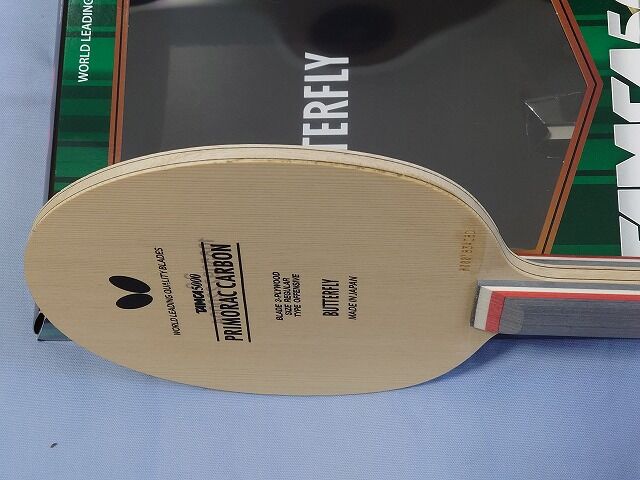 WORLD LEADING
TERFLY
WORLD LEADING QUALITY BLADES
TAMCA5000
PRIMORAC CARBON
BLADE 3-PLYWOOD
SIZE REGULAR
TYPE OFFENSIVE
BUTTERFLY
MADE IN JAPAN